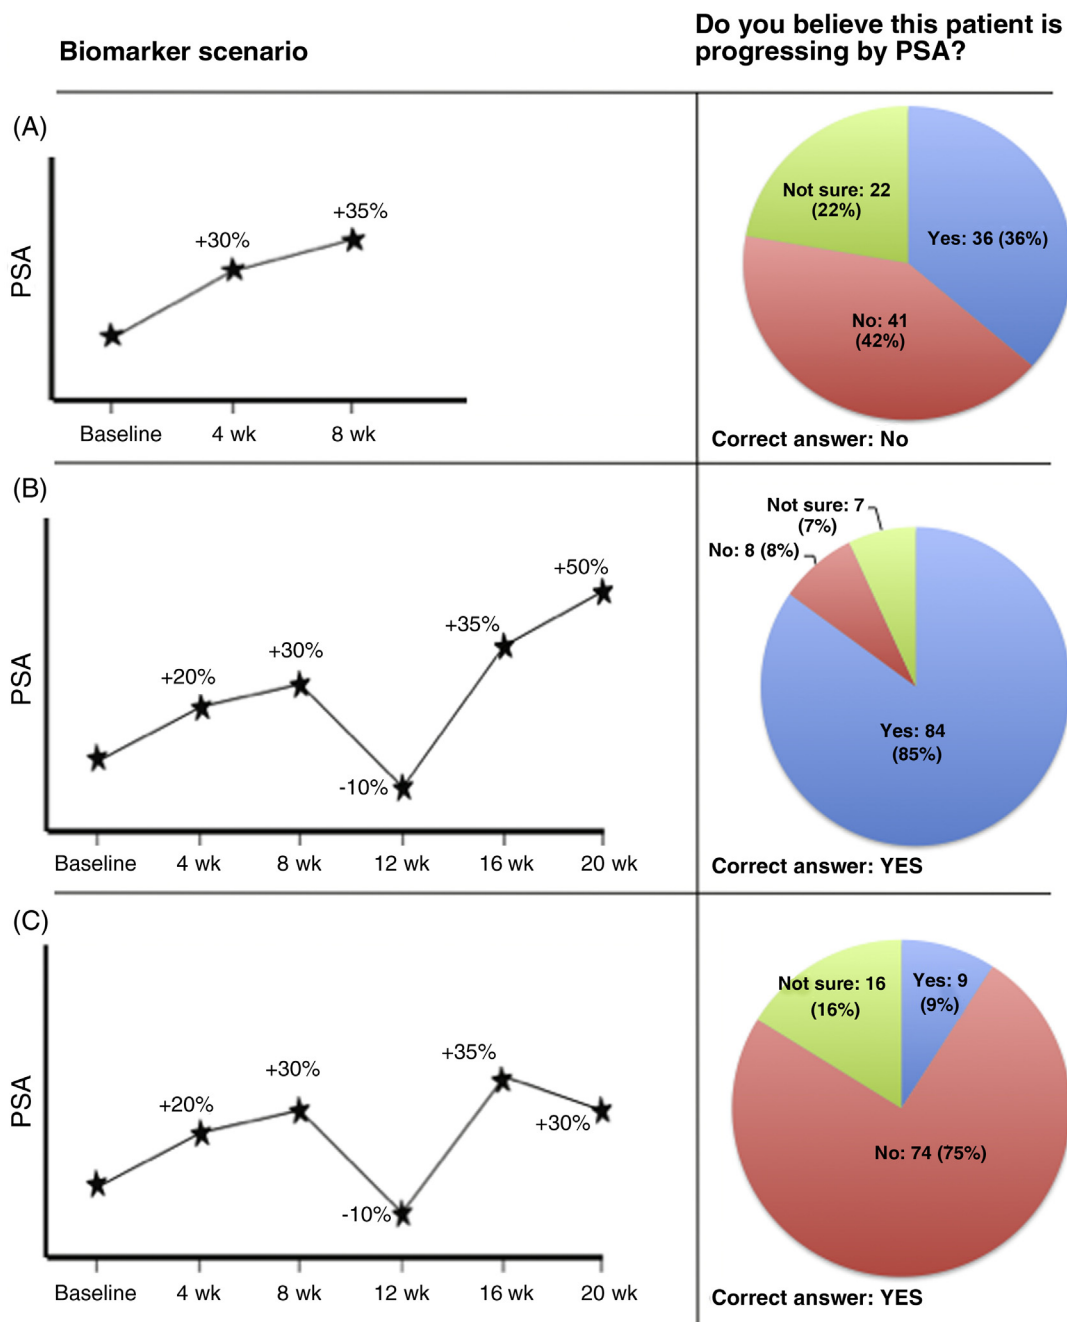 Biomarker scenario
Do you believe this patient is
progressing by PSA?
(A)
PSA
+30%
+35%
Baseline
4 wk
8 wk
Not sure: 22
(22%)
Yes: 36 (36%)
No: 41
(42%)
Correct answer: No
(B)
PSA
+20%
+30%
-10%
+35%
+50%
Baseline
4 wk
8 wk
12 wk
16 wk
20 wk
Not sure: 7
(7%)
No: 8 (8%)
Yes: 84
(85%)
Correct answer: YES
(C)
PSA
+20%
+30%
-10%
+35%
+30%
Baseline
4 wk
8 wk
12 wk
16 wk
20 wk
Not sure: 16
(16%)
Yes: 9
(9%)
No: 74 (75%)
Correct answer: YES